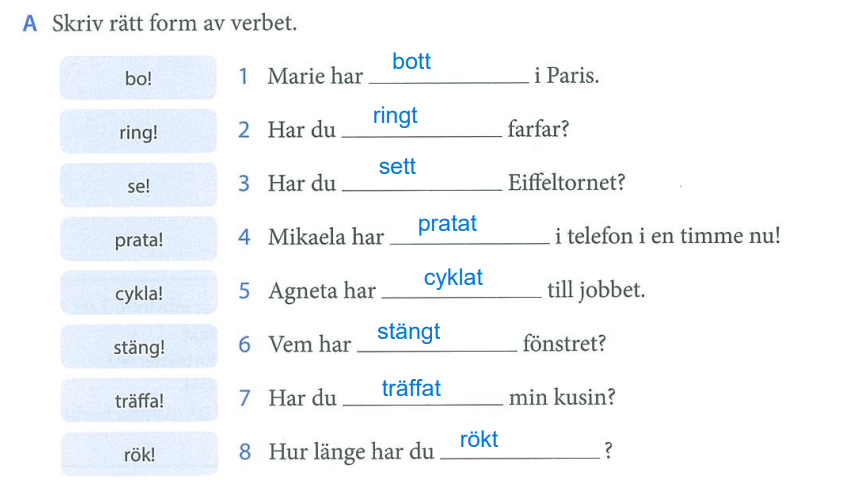 A Skriv rätt form av verbet.
bo! 1 Marie har bott i Paris.
ring! 2 Har du ringt farfar?
se! 3 Har du sett Eiffeltornet?
prata! 4 Mikaela har pratat i telefon i en timme nu!
cykla! 5 Agneta har cyklat till jobbet.
stäng! 6 Vem har stängt fönstret?
träffa! 7 Har du träffat min kusin?
rök! 8 Hur länge har du rökt ?